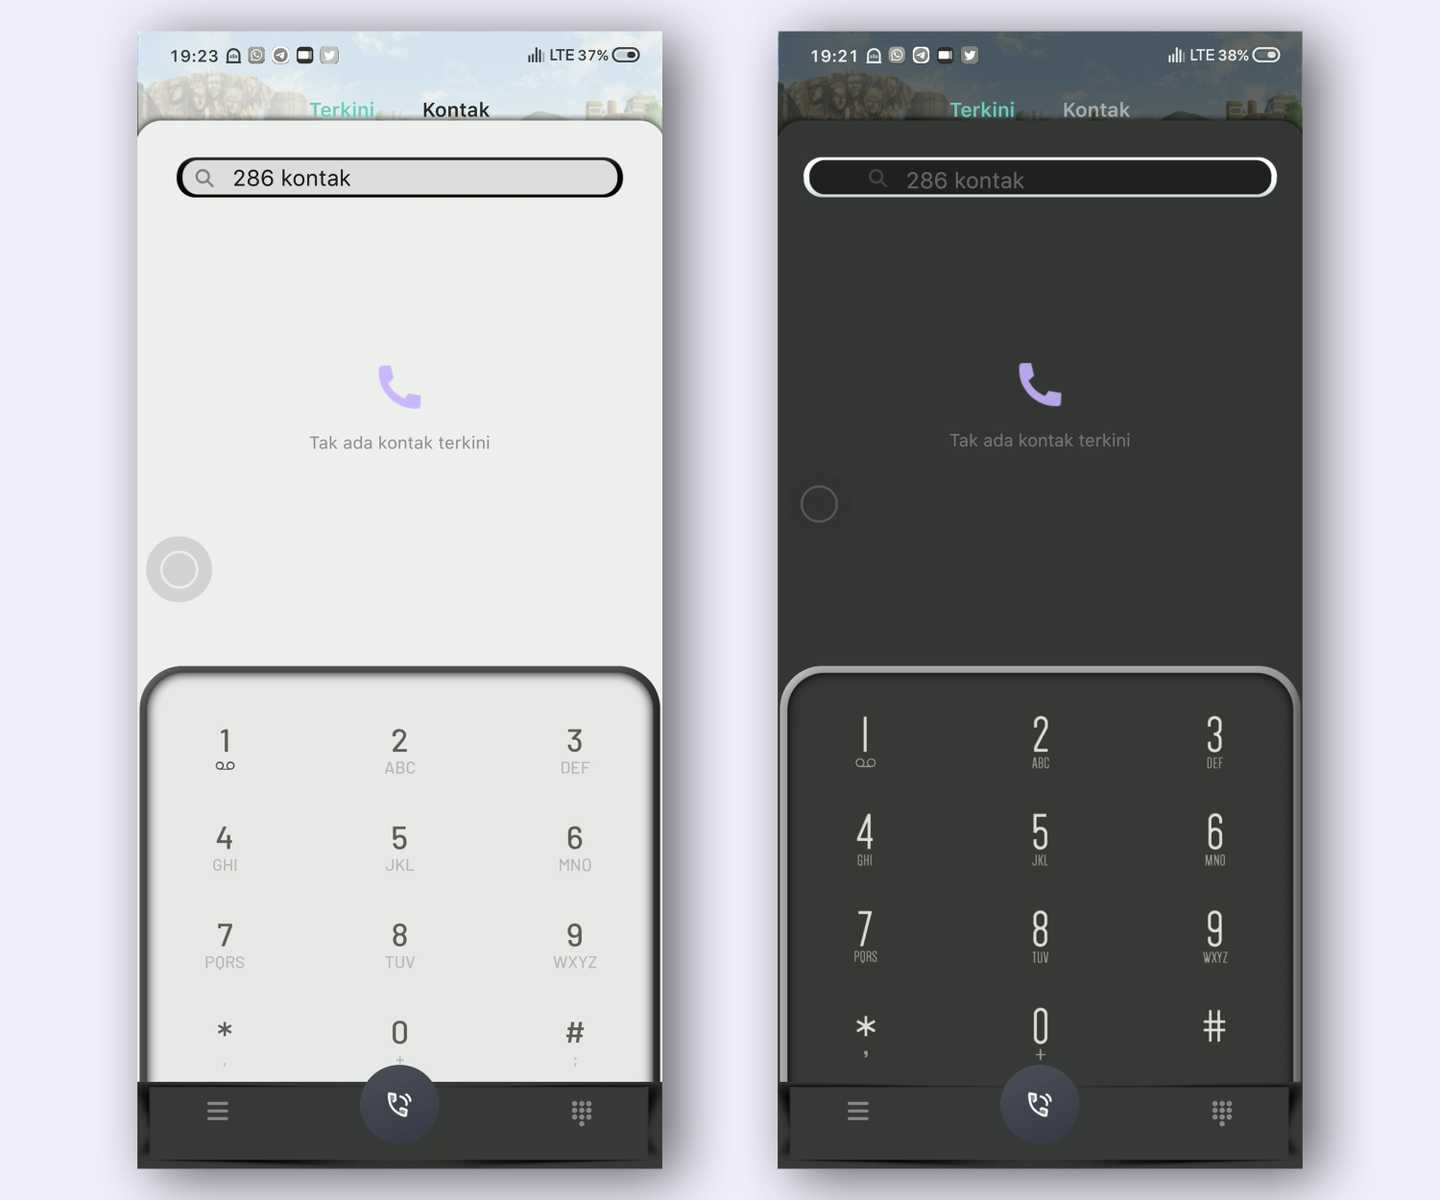 19:23 LTE 37%
Terkini Kontak
286 kontak
Tak ada kontak terkini
1 2 3
ABC DEF
4 5 6
GHI JKL MNO
7 8 9
PQRS TUV WXYZ
* 0 #
, + ;
19:21 LTE 38%
Terkini Kontak
286 kontak
Tak ada kontak terkini
1 2 3
ABC DEF
4 5 6
GHI JKL MNO
7 8 9
PQRS TUV WXYZ
* 0 #
, +